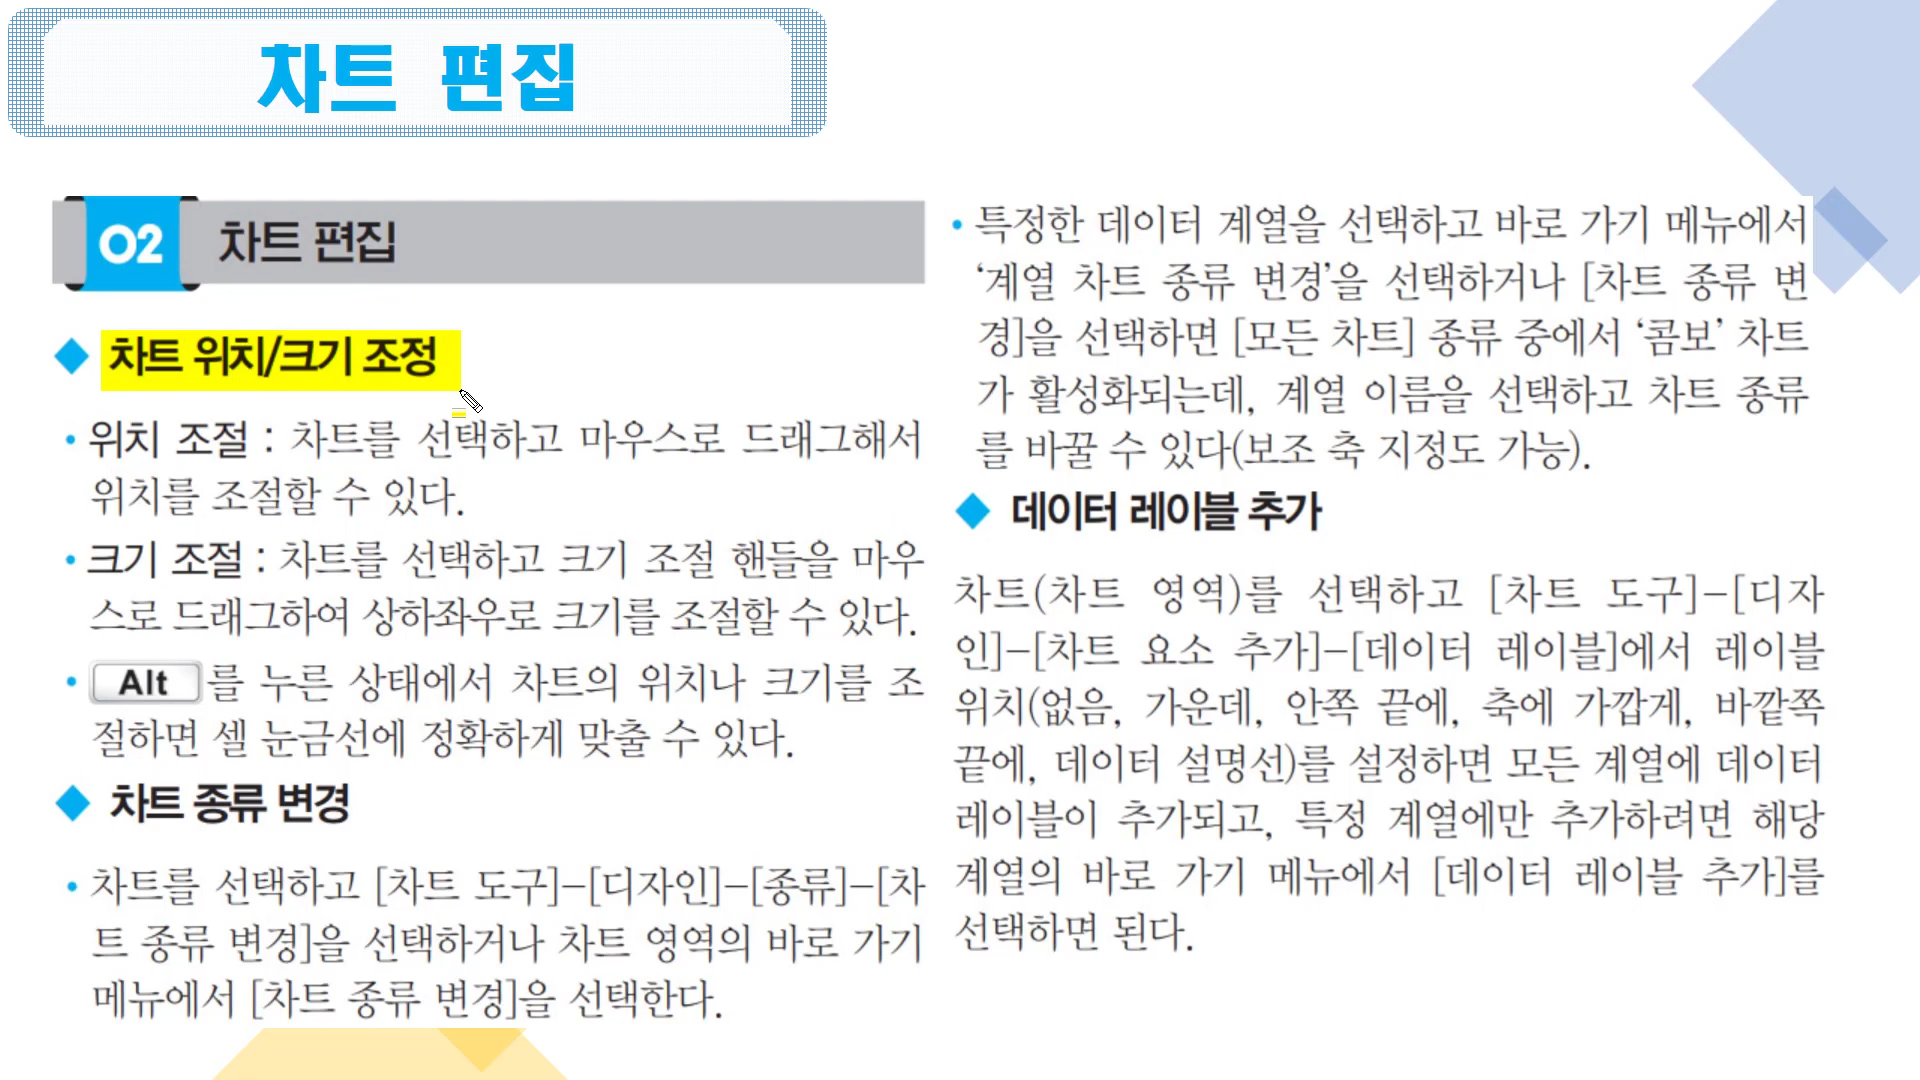 차트 편집
02 차트 편집
차트 위치/크기 조정
위치 조절 : 차트를 선택하고 마우스로 드래그해서
위치를 조절할 수 있다.
크기 조절 : 차트를 선택하고 크기 조절 핸들을 마우
스로 드래그하여 상하좌우로 크기를 조절할 수 있다.
Alt 를 누른 상태에서 차트의 위치나 크기를 조
절하면 셀 눈금선에 정확하게 맞출 수 있다.
차트 종류 변경
차트를 선택하고 [차트 도구]-[디자인]-[종류]-[차
트 종류 변경]을 선택하거나 차트 영역의 바로 가기
메뉴에서 [차트 종류 변경]을 선택한다.
특정한 데이터 계열을 선택하고 바로 가기 메뉴에서
‘계열 차트 종류 변경’을 선택하거나 [차트 종류 변
경]을 선택하면 [모든 차트] 종류 중에서 ‘콤보’ 차트
가 활성화되는데, 계열 이름을 선택하고 차트 종류
를 바꿀 수 있다(보조 축 지정도 가능).
데이터 레이블 추가
차트(차트 영역)를 선택하고 [차트 도구]-[디자
인]-[차트 요소 추가]-[데이터 레이블]에서 레이블
위치(없음, 가운데, 안쪽 끝에, 축에 가깝게, 바깥쪽
끝에, 데이터 설명선)를 설정하면 모든 계열에 데이터
레이블이 추가되고, 특정 계열에만 추가하려면 해당
계열의 바로 가기 메뉴에서 [데이터 레이블 추가]를
선택하면 된다.